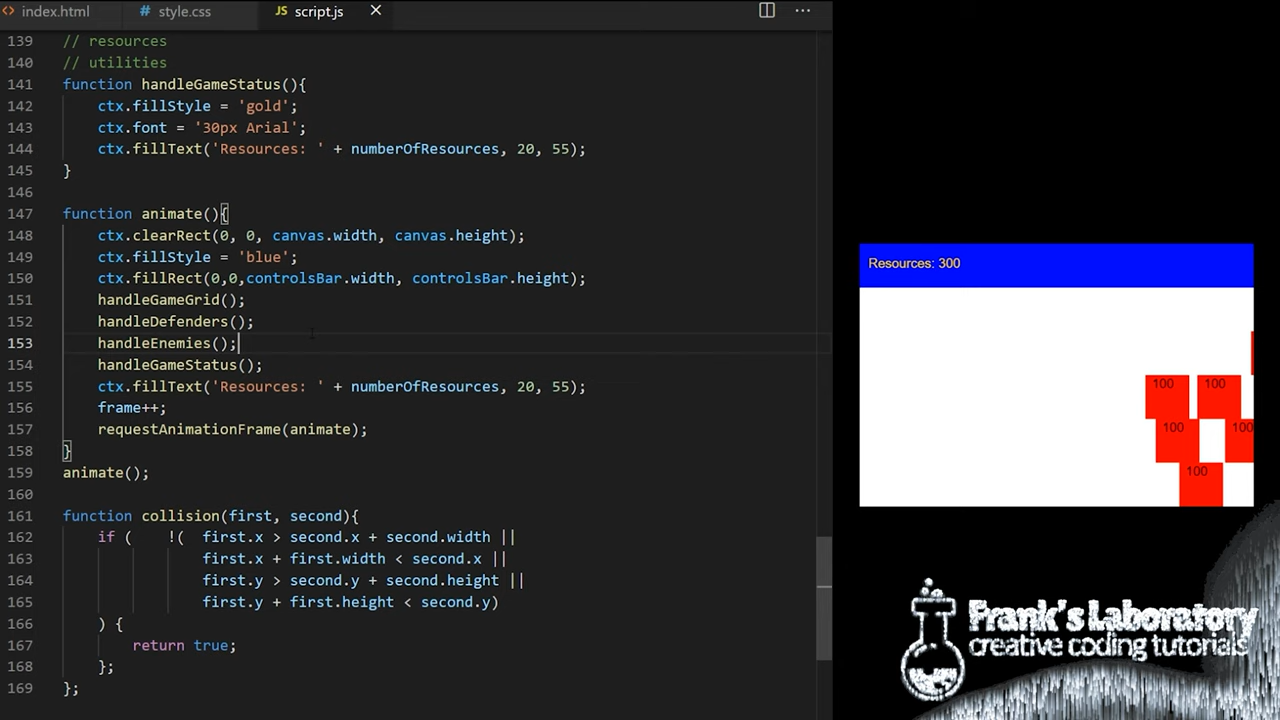 index.html
# style.css
JS script.js
139 // resources
140 // utilities
141 function handleGameStatus(){
142 ctx.fillStyle = 'gold';
143 ctx.font = '30px Arial';
144 ctx.fillText('Resources: ' + numberOfResources, 20, 55);
145 }
146
147 function animate(){
148 ctx.clearRect(0, 0, canvas.width, canvas.height);
149 ctx.fillStyle = 'blue';
150 ctx.fillRect(0,0,controlsBar.width, controlsBar.height);
151 handleGameGrid();
152 handleDefenders();
153 handleEnemies();
154 handleGameStatus();
155 ctx.fillText('Resources: ' + numberOfResources, 20, 55);
156 frame++;
157 requestAnimationFrame(animate);
158 }
159 animate();
160
161 function collision(first, second){
162 if ( !( first.x > second.x + second.width ||
163 first.x + first.width < second.x ||
164 first.y > second.y + second.height ||
165 first.y + first.height < second.y)
166 ) {
167 return true;
168 };
169 };
Resources: 300
100 100
100 100
100
Frank's Laboratory
creative coding tutorials